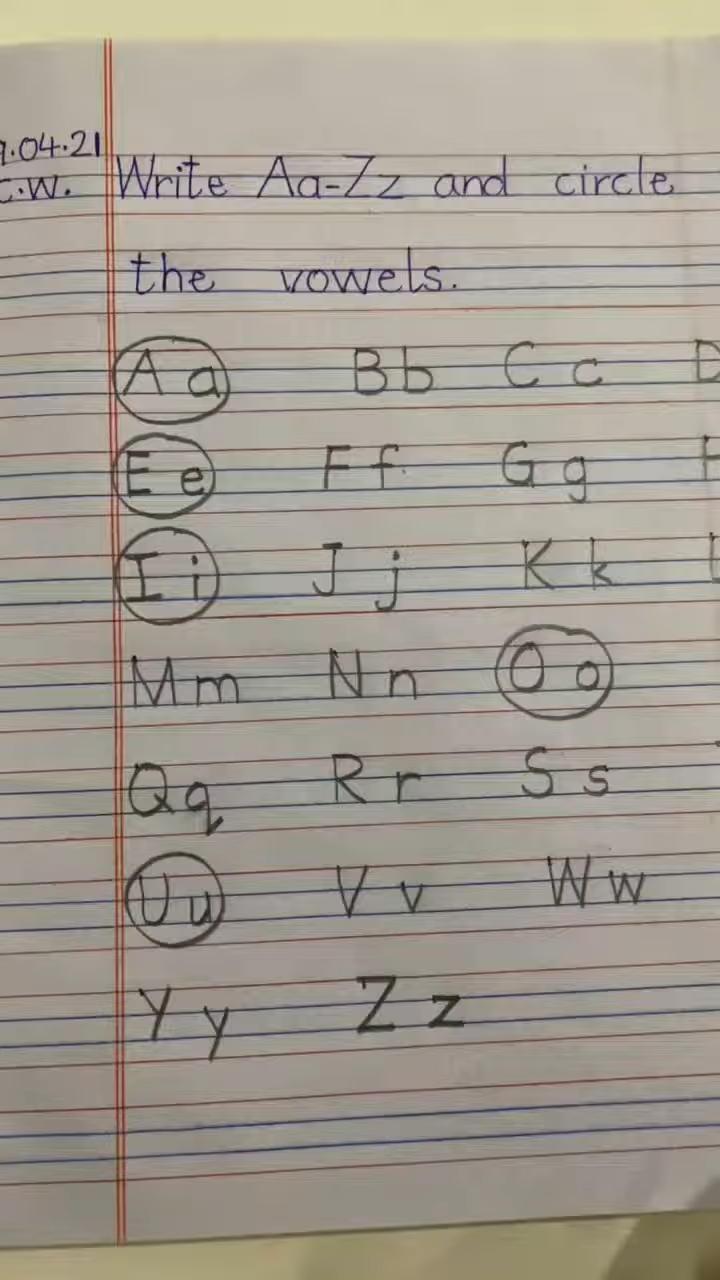 9.04.21
C.W. Write Aa-Zz and circle
the vowels.
Aa Bb Cc D
Ee Ff Gg H
Ii Jj Kk L
Mm Nn Oo
Qq Rr Ss
Uu Vv Ww
Yy Zz